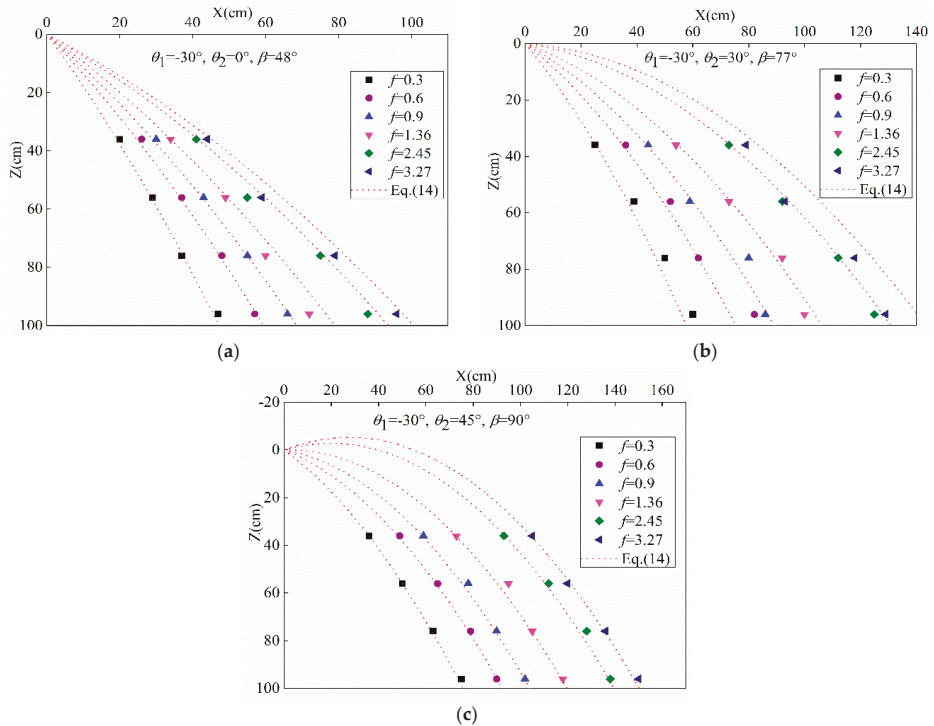 X(cm)
0 20 40 60 80 100
0
20
40
60
80
100
Z(cm)
θ1=-30°, θ2=0°, β=48°
f=0.3
f=0.6
f=0.9
f=1.36
f=2.45
f=3.27
Eq.(14)
(a)
X(cm)
0 20 40 60 80 100 120 140
0
20
40
60
80
100
Z(cm)
θ1=-30°, θ2=30°, β=77°
f=0.3
f=0.6
f=0.9
f=1.36
f=2.45
f=3.27
Eq.(14)
(b)
X(cm)
0 20 40 60 80 100 120 140 160
-20
0
20
40
60
80
100
Z(cm)
θ1=-30°, θ2=45°, β=90°
f=0.3
f=0.6
f=0.9
f=1.36
f=2.45
f=3.27
Eq.(14)
(c)